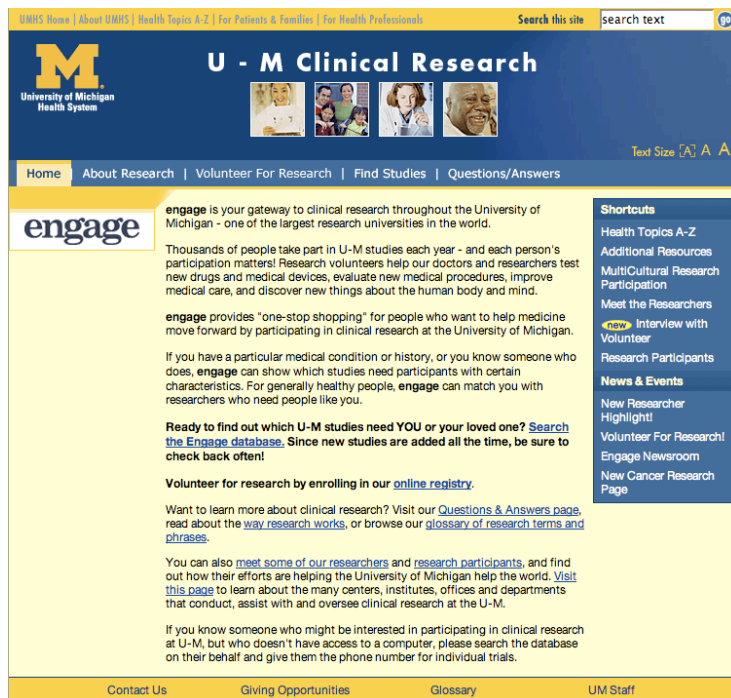 UMHS Home | About UMHS | Health Topics A-Z | For Patients & Families | For Health Professionals
Search this site
search text
go
M
University of Michigan
Health System
U - M Clinical Research
Text Size [A] A A
Home | About Research | Volunteer For Research | Find Studies | Questions/Answers
engage
engage is your gateway to clinical research throughout the University of
Michigan - one of the largest research universities in the world.
Thousands of people take part in U-M studies each year - and each person's
participation matters! Research volunteers help our doctors and researchers test
new drugs and medical devices, evaluate new medical procedures, improve
medical care, and discover new things about the human body and mind.
engage provides "one-stop shopping" for people who want to help medicine
move forward by participating in clinical research at the University of Michigan.
If you have a particular medical condition or history, or you know someone who
does, engage can show which studies need participants with certain
characteristics. For generally healthy people, engage can match you with
researchers who need people like you.
Ready to find out which U-M studies need YOU or your loved one? Search
the Engage database. Since new studies are added all the time, be sure to
check back often!
Volunteer for research by enrolling in our online registry.
Want to learn more about clinical research? Visit our Questions & Answers page,
read about the way research works, or browse our glossary of research terms and
phrases.
You can also meet some of our researchers and research participants, and find
out how their efforts are helping the University of Michigan help the world. Visit
this page to learn about the many centers, institutes, offices and departments
that conduct, assist with and oversee clinical research at the U-M.
If you know someone who might be interested in participating in clinical research
at U-M, but who doesn't have access to a computer, please search the database
on their behalf and give them the phone number for individual trials.
Shortcuts
Health Topics A-Z
Additional Resources
MultiCultural Research
Participation
Meet the Researchers
new Interview with
Volunteer
Research Participants
News & Events
New Researcher
Highlight!
Volunteer For Research!
Engage Newsroom
New Cancer Research
Page
Contact Us
Giving Opportunities
Glossary
UM Staff